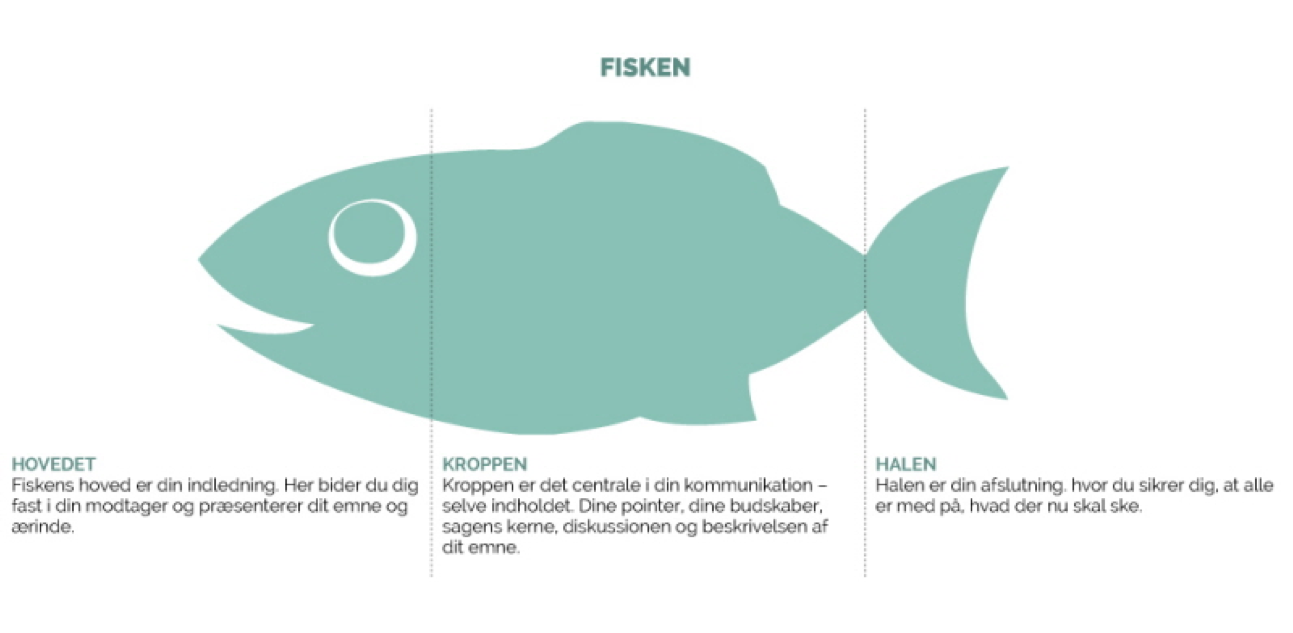 FISKEN
HOVEDET
Fiskens hoved er din indledning. Her bider du dig
fast i din modtager og præsenterer dit emne og
ærinde.
KROPPEN
Kroppen er det centrale i din kommunikation –
selve indholdet. Dine pointer, dine budskaber,
sagens kerne, diskussionen og beskrivelsen af
dit emne.
HALEN
Halen er din afslutning. hvor du sikrer dig, at alle
er med på, hvad der nu skal ske.